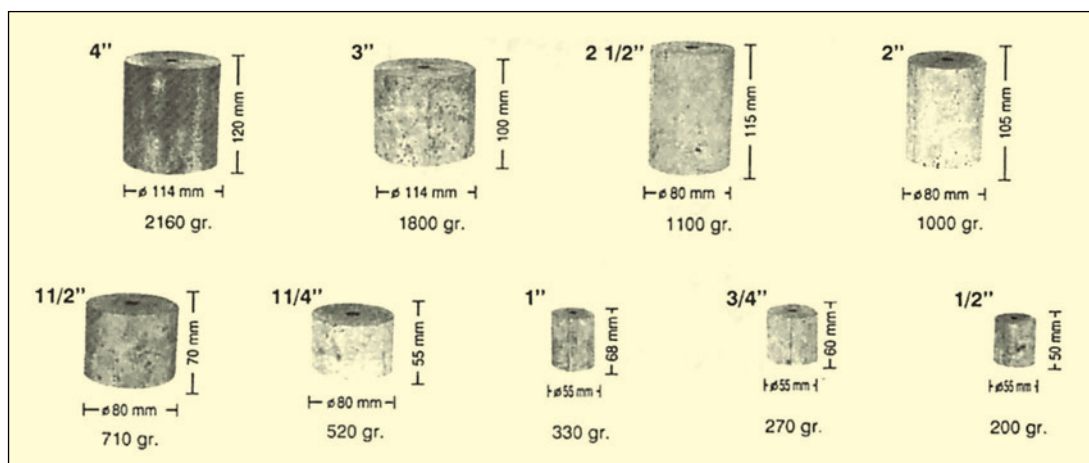 4" 3" 2 1/2" 2"
120 mm 100 mm 115 mm 105 mm
ø 114 mm ø 114 mm ø 80 mm ø 80 mm
2160 gr. 1800 gr. 1100 gr. 1000 gr.
11/2" 11/4" 1" 3/4" 1/2"
70 mm 55 mm 68 mm 60 mm 50 mm
ø 80 mm ø 80 mm ø 55 mm ø 55 mm ø 55 mm
710 gr. 520 gr. 330 gr. 270 gr. 200 gr.